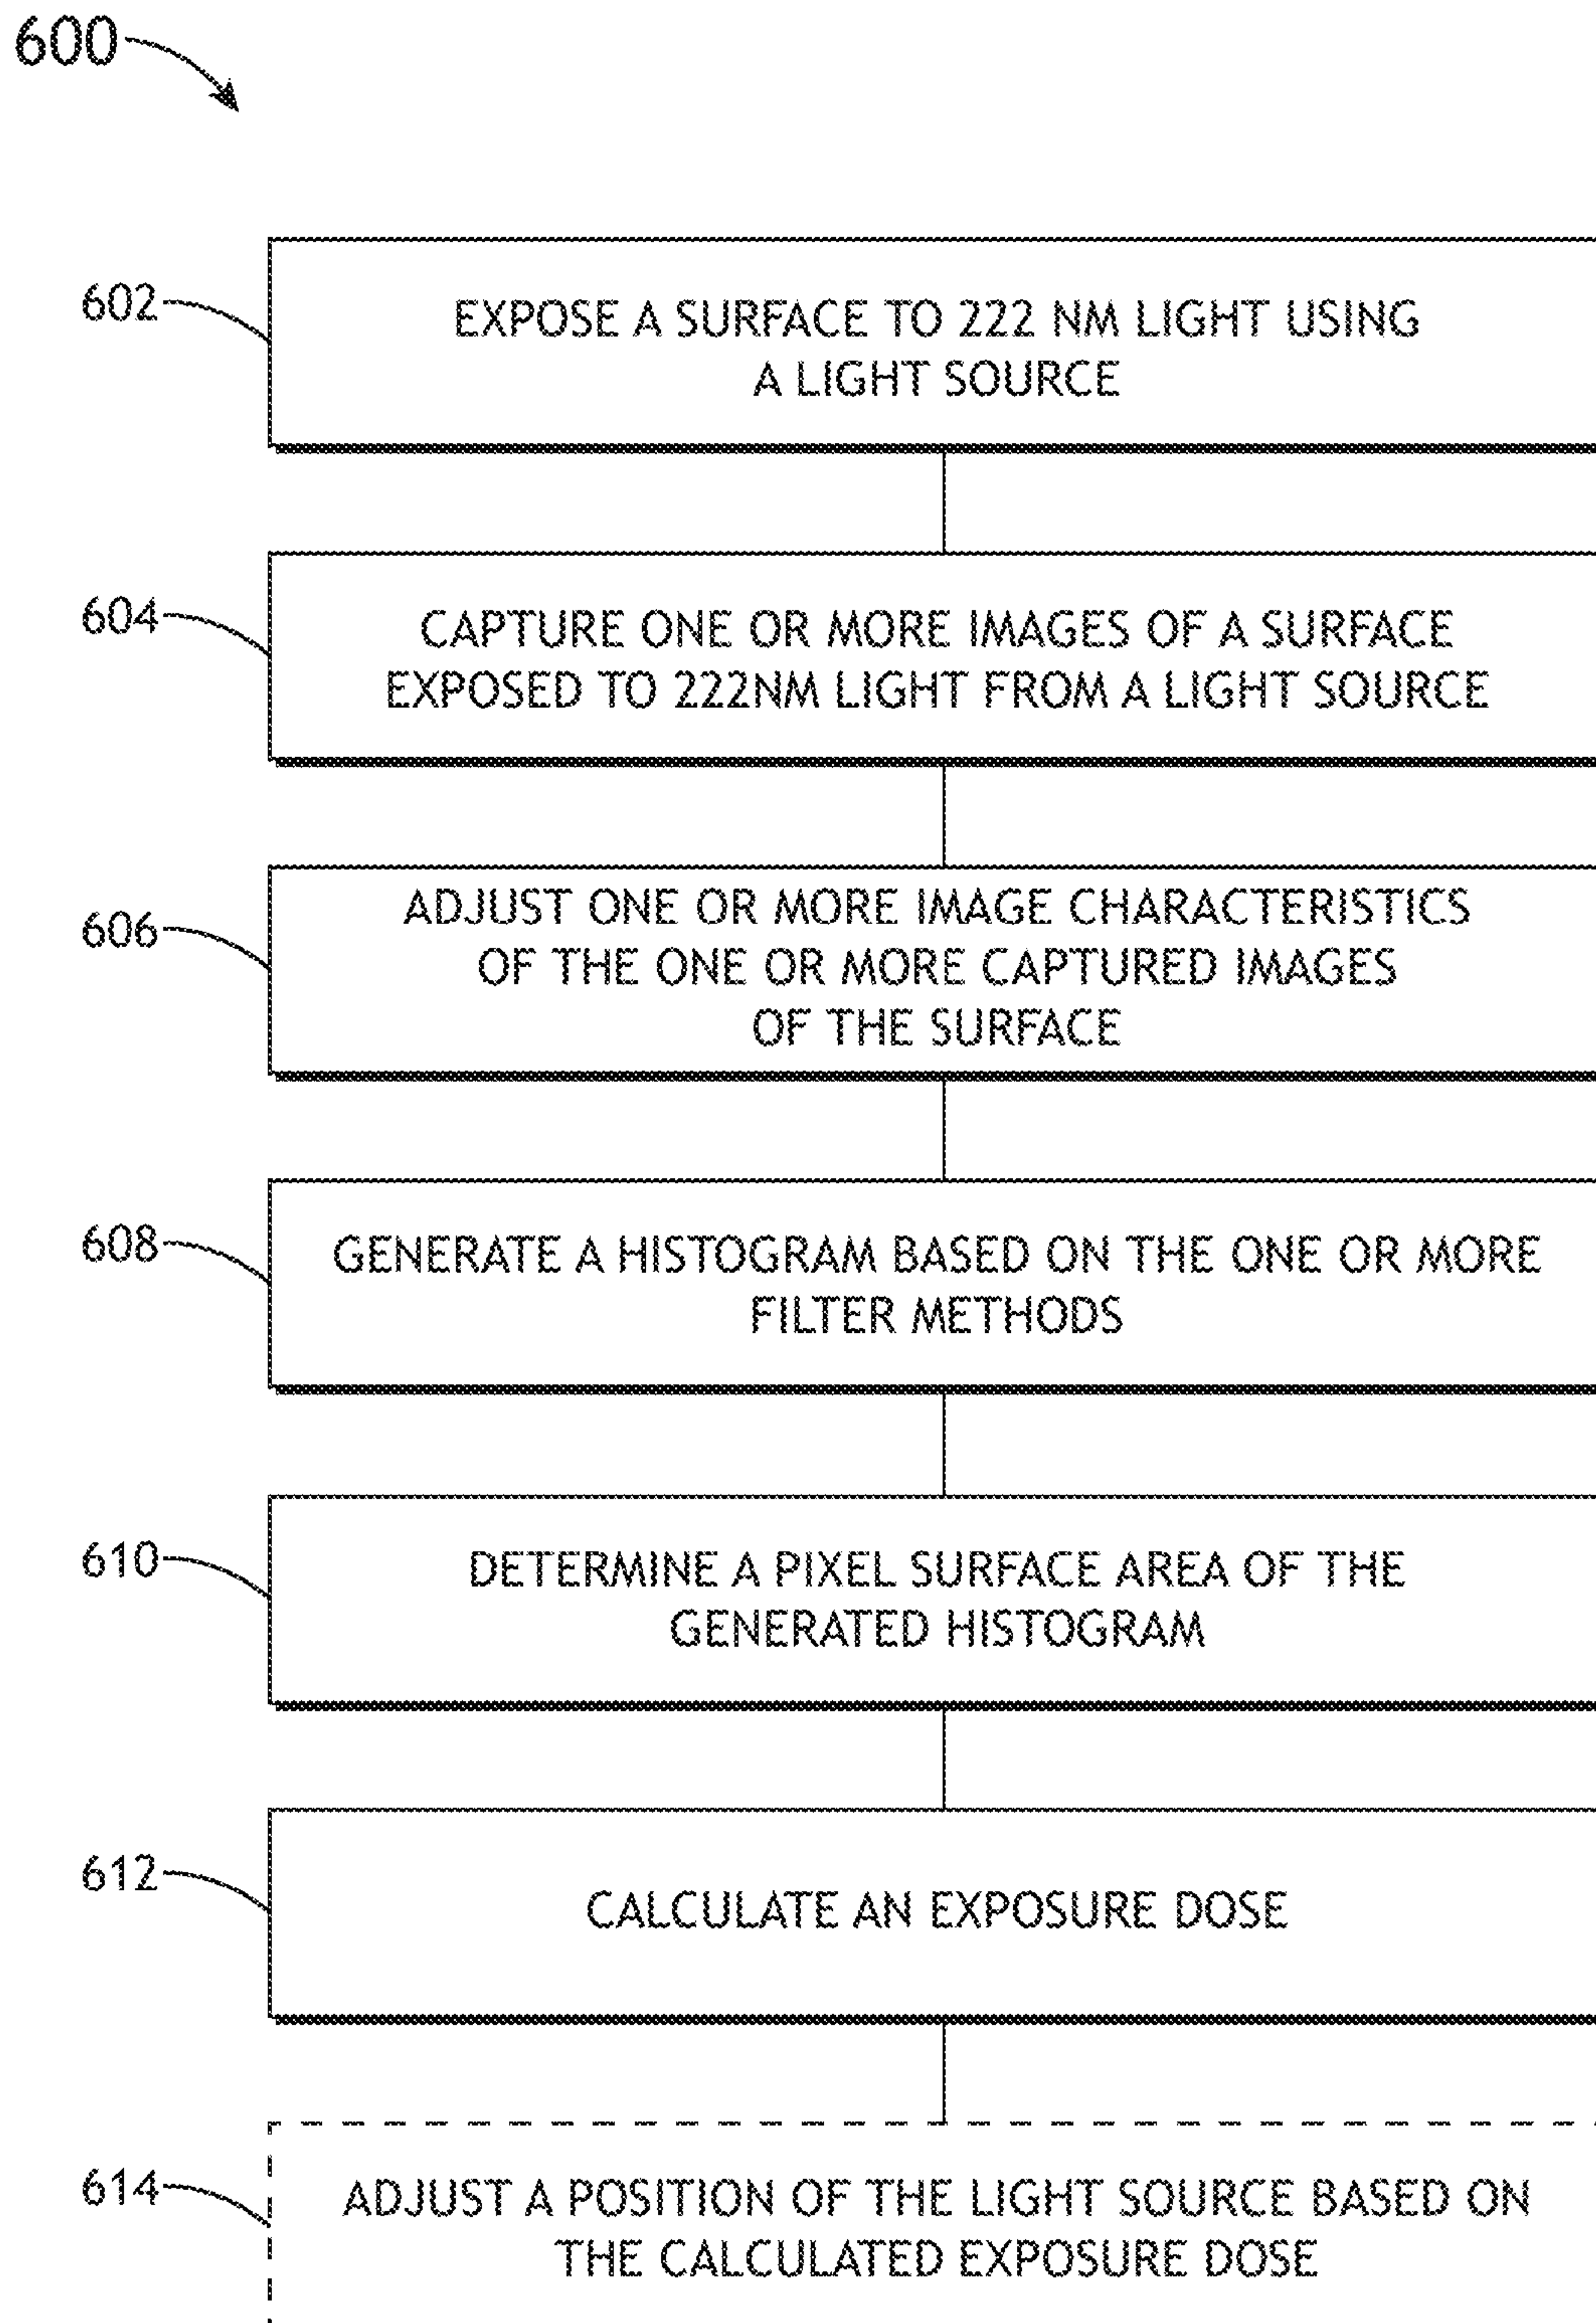 600
602
EXPOSE A SURFACE TO 222 NM LIGHT USING
A LIGHT SOURCE
604
CAPTURE ONE OR MORE IMAGES OF A SURFACE
EXPOSED TO 222NM LIGHT FROM A LIGHT SOURCE
606
ADJUST ONE OR MORE IMAGE CHARACTERISTICS
OF THE ONE OR MORE CAPTURED IMAGES
OF THE SURFACE
608
GENERATE A HISTOGRAM BASED ON THE ONE OR MORE
FILTER METHODS
610
DETERMINE A PIXEL SURFACE AREA OF THE
GENERATED HISTOGRAM
612
CALCULATE AN EXPOSURE DOSE
614
ADJUST A POSITION OF THE LIGHT SOURCE BASED ON
THE CALCULATED EXPOSURE DOSE